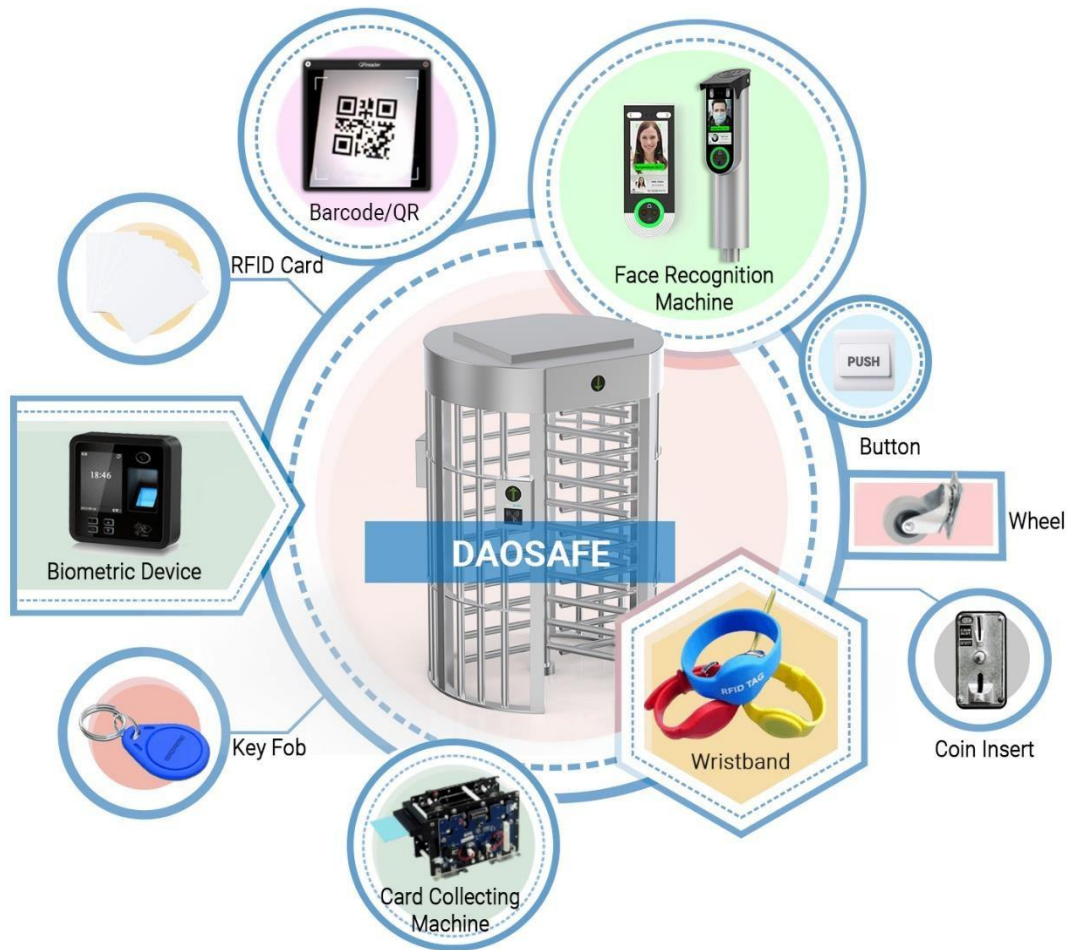 QReader
Barcode/QR
Face Recognition
Machine
RFID Card
PUSH
Button
18:46
Biometric Device
DAOSAFE
Wheel
RFID TAG
Wristband
Key Fob
Coin Insert
Card Collecting
Machine